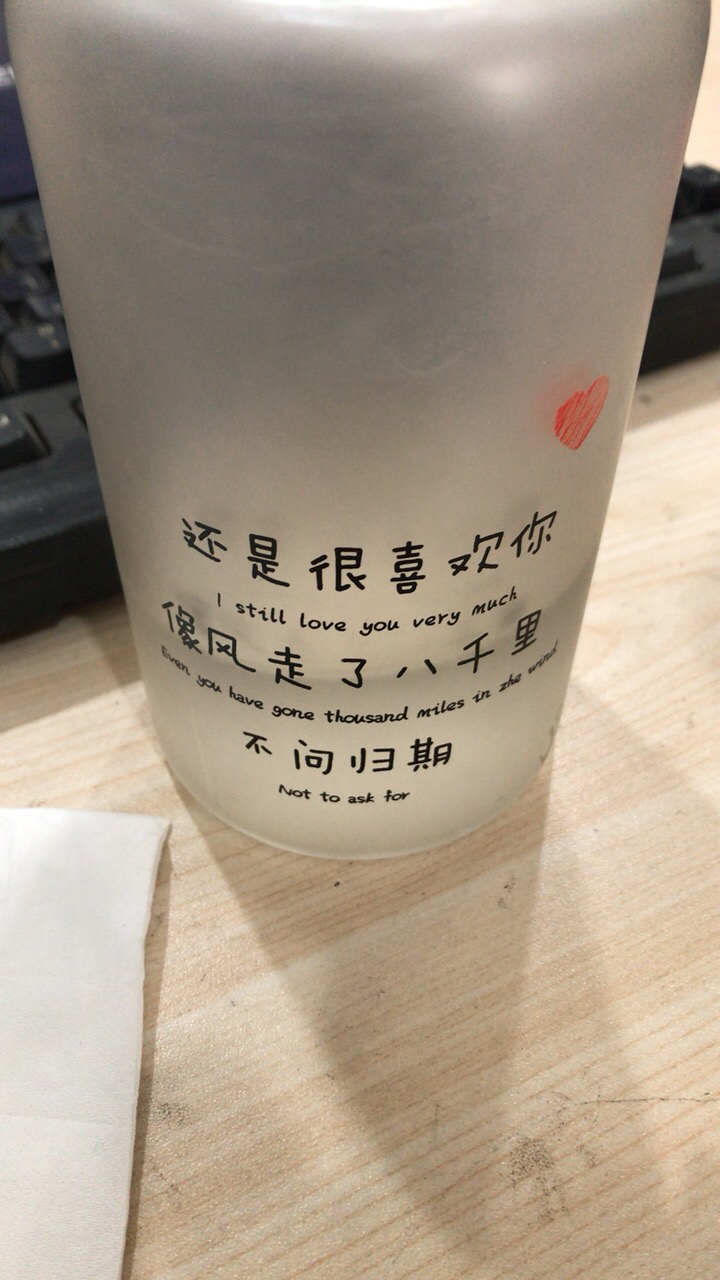 还是很喜欢你
I still love you very much
像风走了八千里
Even you have gone thousand miles in zhe wind
不问归期
Not to ask for